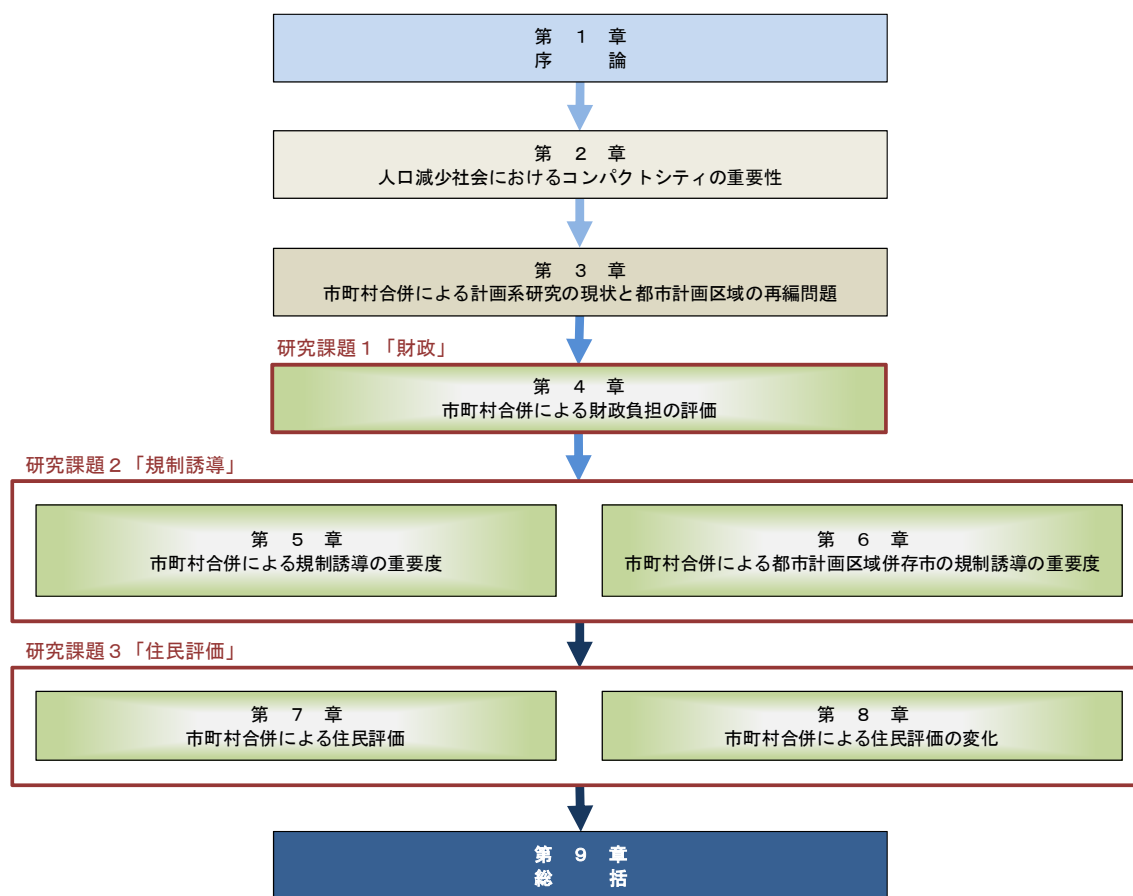 第 1 章
序 論
第 2 章
人口減少社会におけるコンパクトシティの重要性
第 3 章
市町村合併による計画系研究の現状と都市計画区域の再編問題
研究課題1「財政」
第 4 章
市町村合併による財政負担の評価
研究課題2「規制誘導」
第 5 章
市町村合併による規制誘導の重要度
第 6 章
市町村合併による都市計画区域併存市の規制誘導の重要度
研究課題3「住民評価」
第 7 章
市町村合併による住民評価
第 8 章
市町村合併による住民評価の変化
第 9 章
総 括